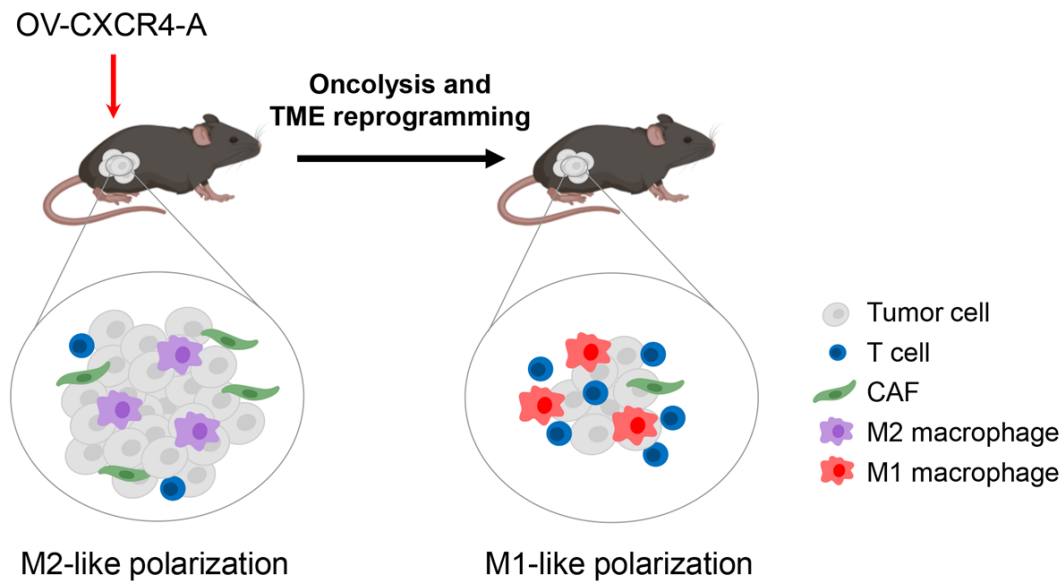 OV-CXCR4-A
Oncolysis and
TME reprogramming
Tumor cell
T cell
CAF
M2 macrophage
M1 macrophage
M2-like polarization
M1-like polarization